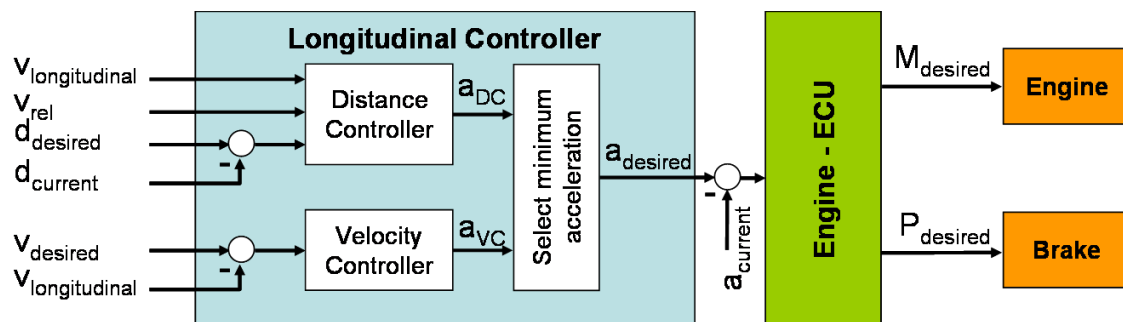 Longitudinal Controller
v_longitudinal
v_rel
d_desired
d_current
v_desired
v_longitudinal
-
-
Distance
Controller
a_DC
Velocity
Controller
a_VC
Select minimum
acceleration
a_desired
-
a_current
Engine - ECU
M_desired
P_desired
Engine
Brake